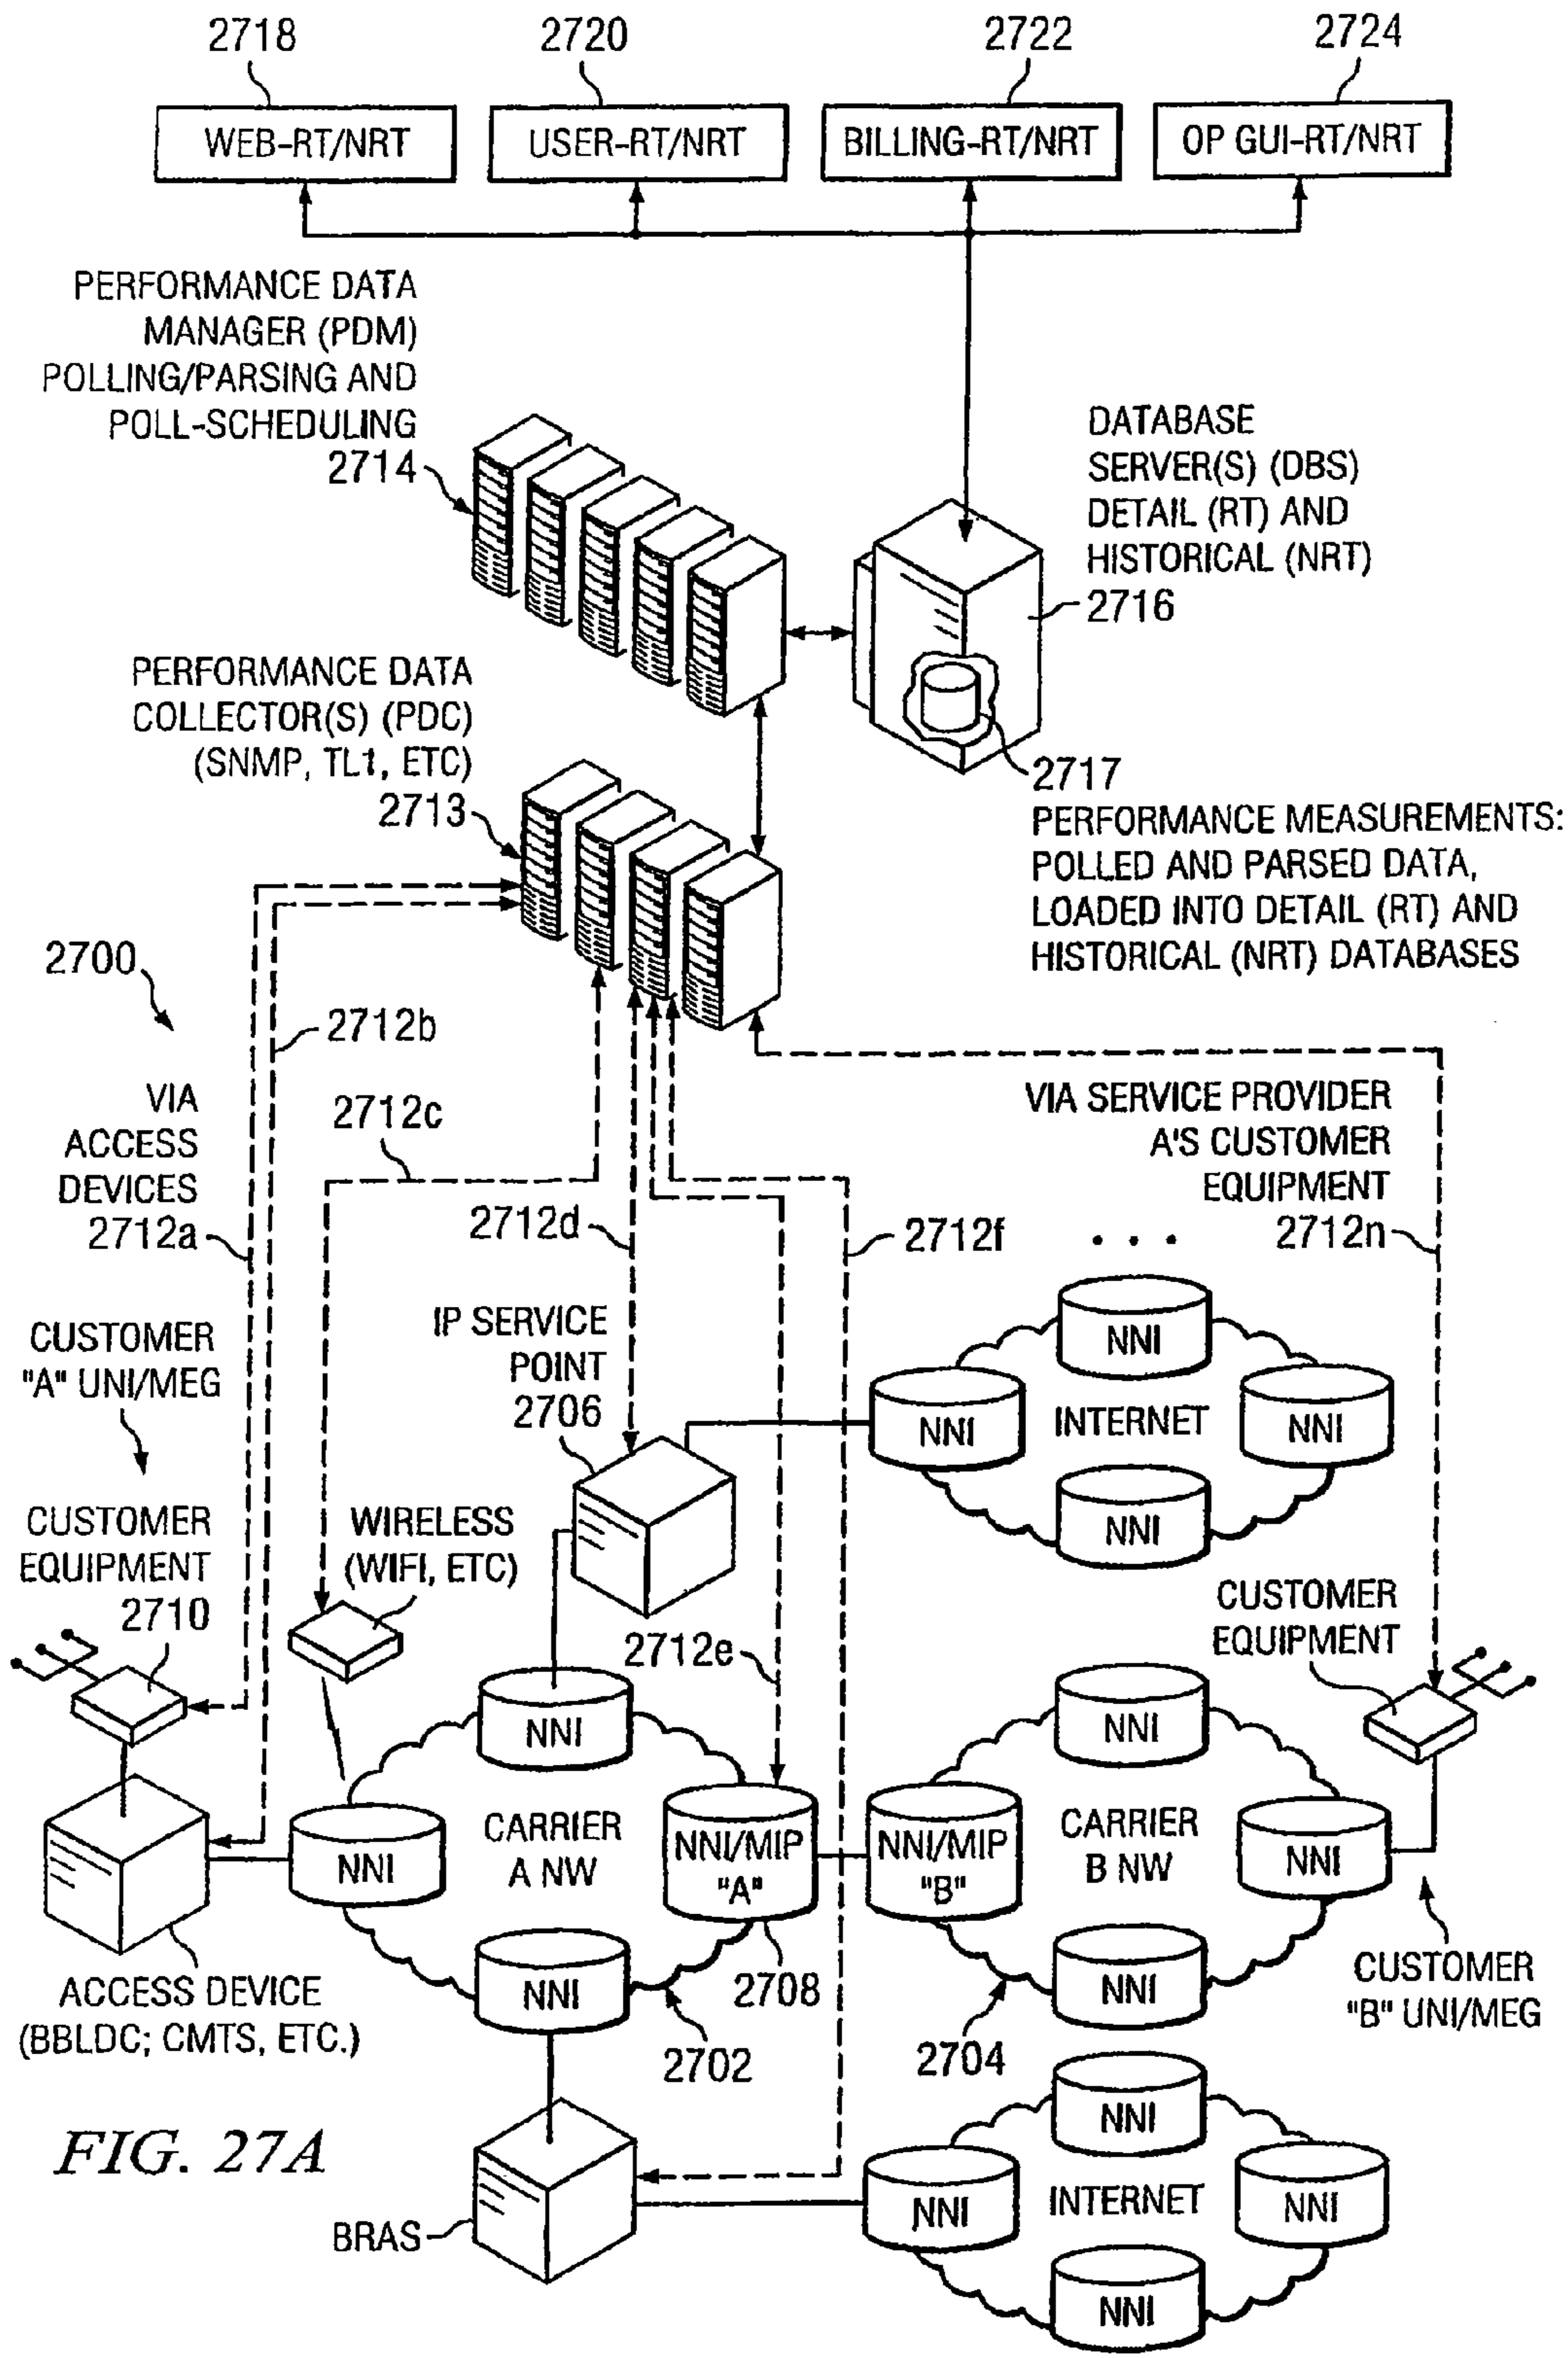 2718
2720
2722
2724
WEB-RT/NRT
USER-RT/NRT
BILLING-RT/NRT
OP GUI-RT/NRT
PERFORMANCE DATA
MANAGER (PDM)
POLLING/PARSING AND
POLL-SCHEDULING
2714
DATABASE
SERVER(S) (DBS)
DETAIL (RT) AND
HISTORICAL (NRT)
2716
PERFORMANCE DATA
COLLECTOR(S) (PDC)
(SNMP, TL1, ETC)
2713
2717
PERFORMANCE MEASUREMENTS:
POLLED AND PARSED DATA,
LOADED INTO DETAIL (RT) AND
HISTORICAL (NRT) DATABASES
2700
2712b
VIA
ACCESS
DEVICES
2712a
2712c
2712d
2712f
VIA SERVICE PROVIDER
A'S CUSTOMER
EQUIPMENT
2712n
. . .
CUSTOMER
"A" UNI/MEG
IP SERVICE
POINT
2706
NNI
NNI
INTERNET
NNI
NNI
CUSTOMER
EQUIPMENT
2710
WIRELESS
(WIFI, ETC)
2712e
CUSTOMER
EQUIPMENT
NNI
NNI
CARRIER
A NW
NNI/MIP
"A"
NNI
2708
2702
NNI
NNI/MIP
"B"
CARRIER
B NW
NNI
NNI
2704
CUSTOMER
"B" UNI/MEG
ACCESS DEVICE
(BBLDC; CMTS, ETC.)
BRAS
NNI
NNI
INTERNET
NNI
NNI
FIG. 27A